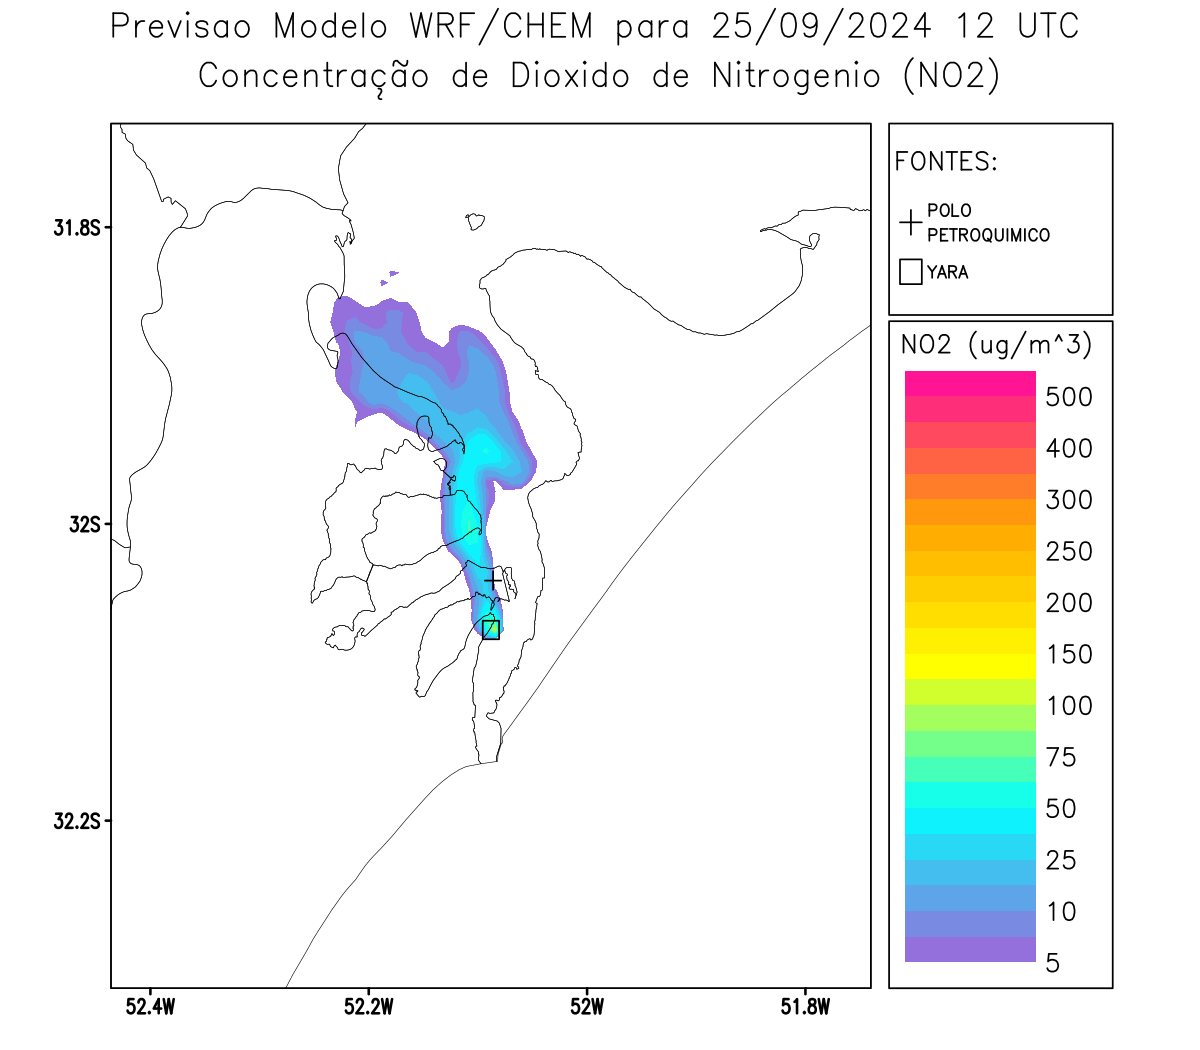 Previsao Modelo WRF/CHEM para 25/09/2024 12 UTC
Concentração de Dioxido de Nitrogenio (NO2)
FONTES:
POLO
PETROQUIMICO
YARA
NO2 (ug/m^3)
500
400
300
250
200
150
100
75
50
25
10
5
31.8S
32S
32.2S
52.4W
52.2W
52W
51.8W